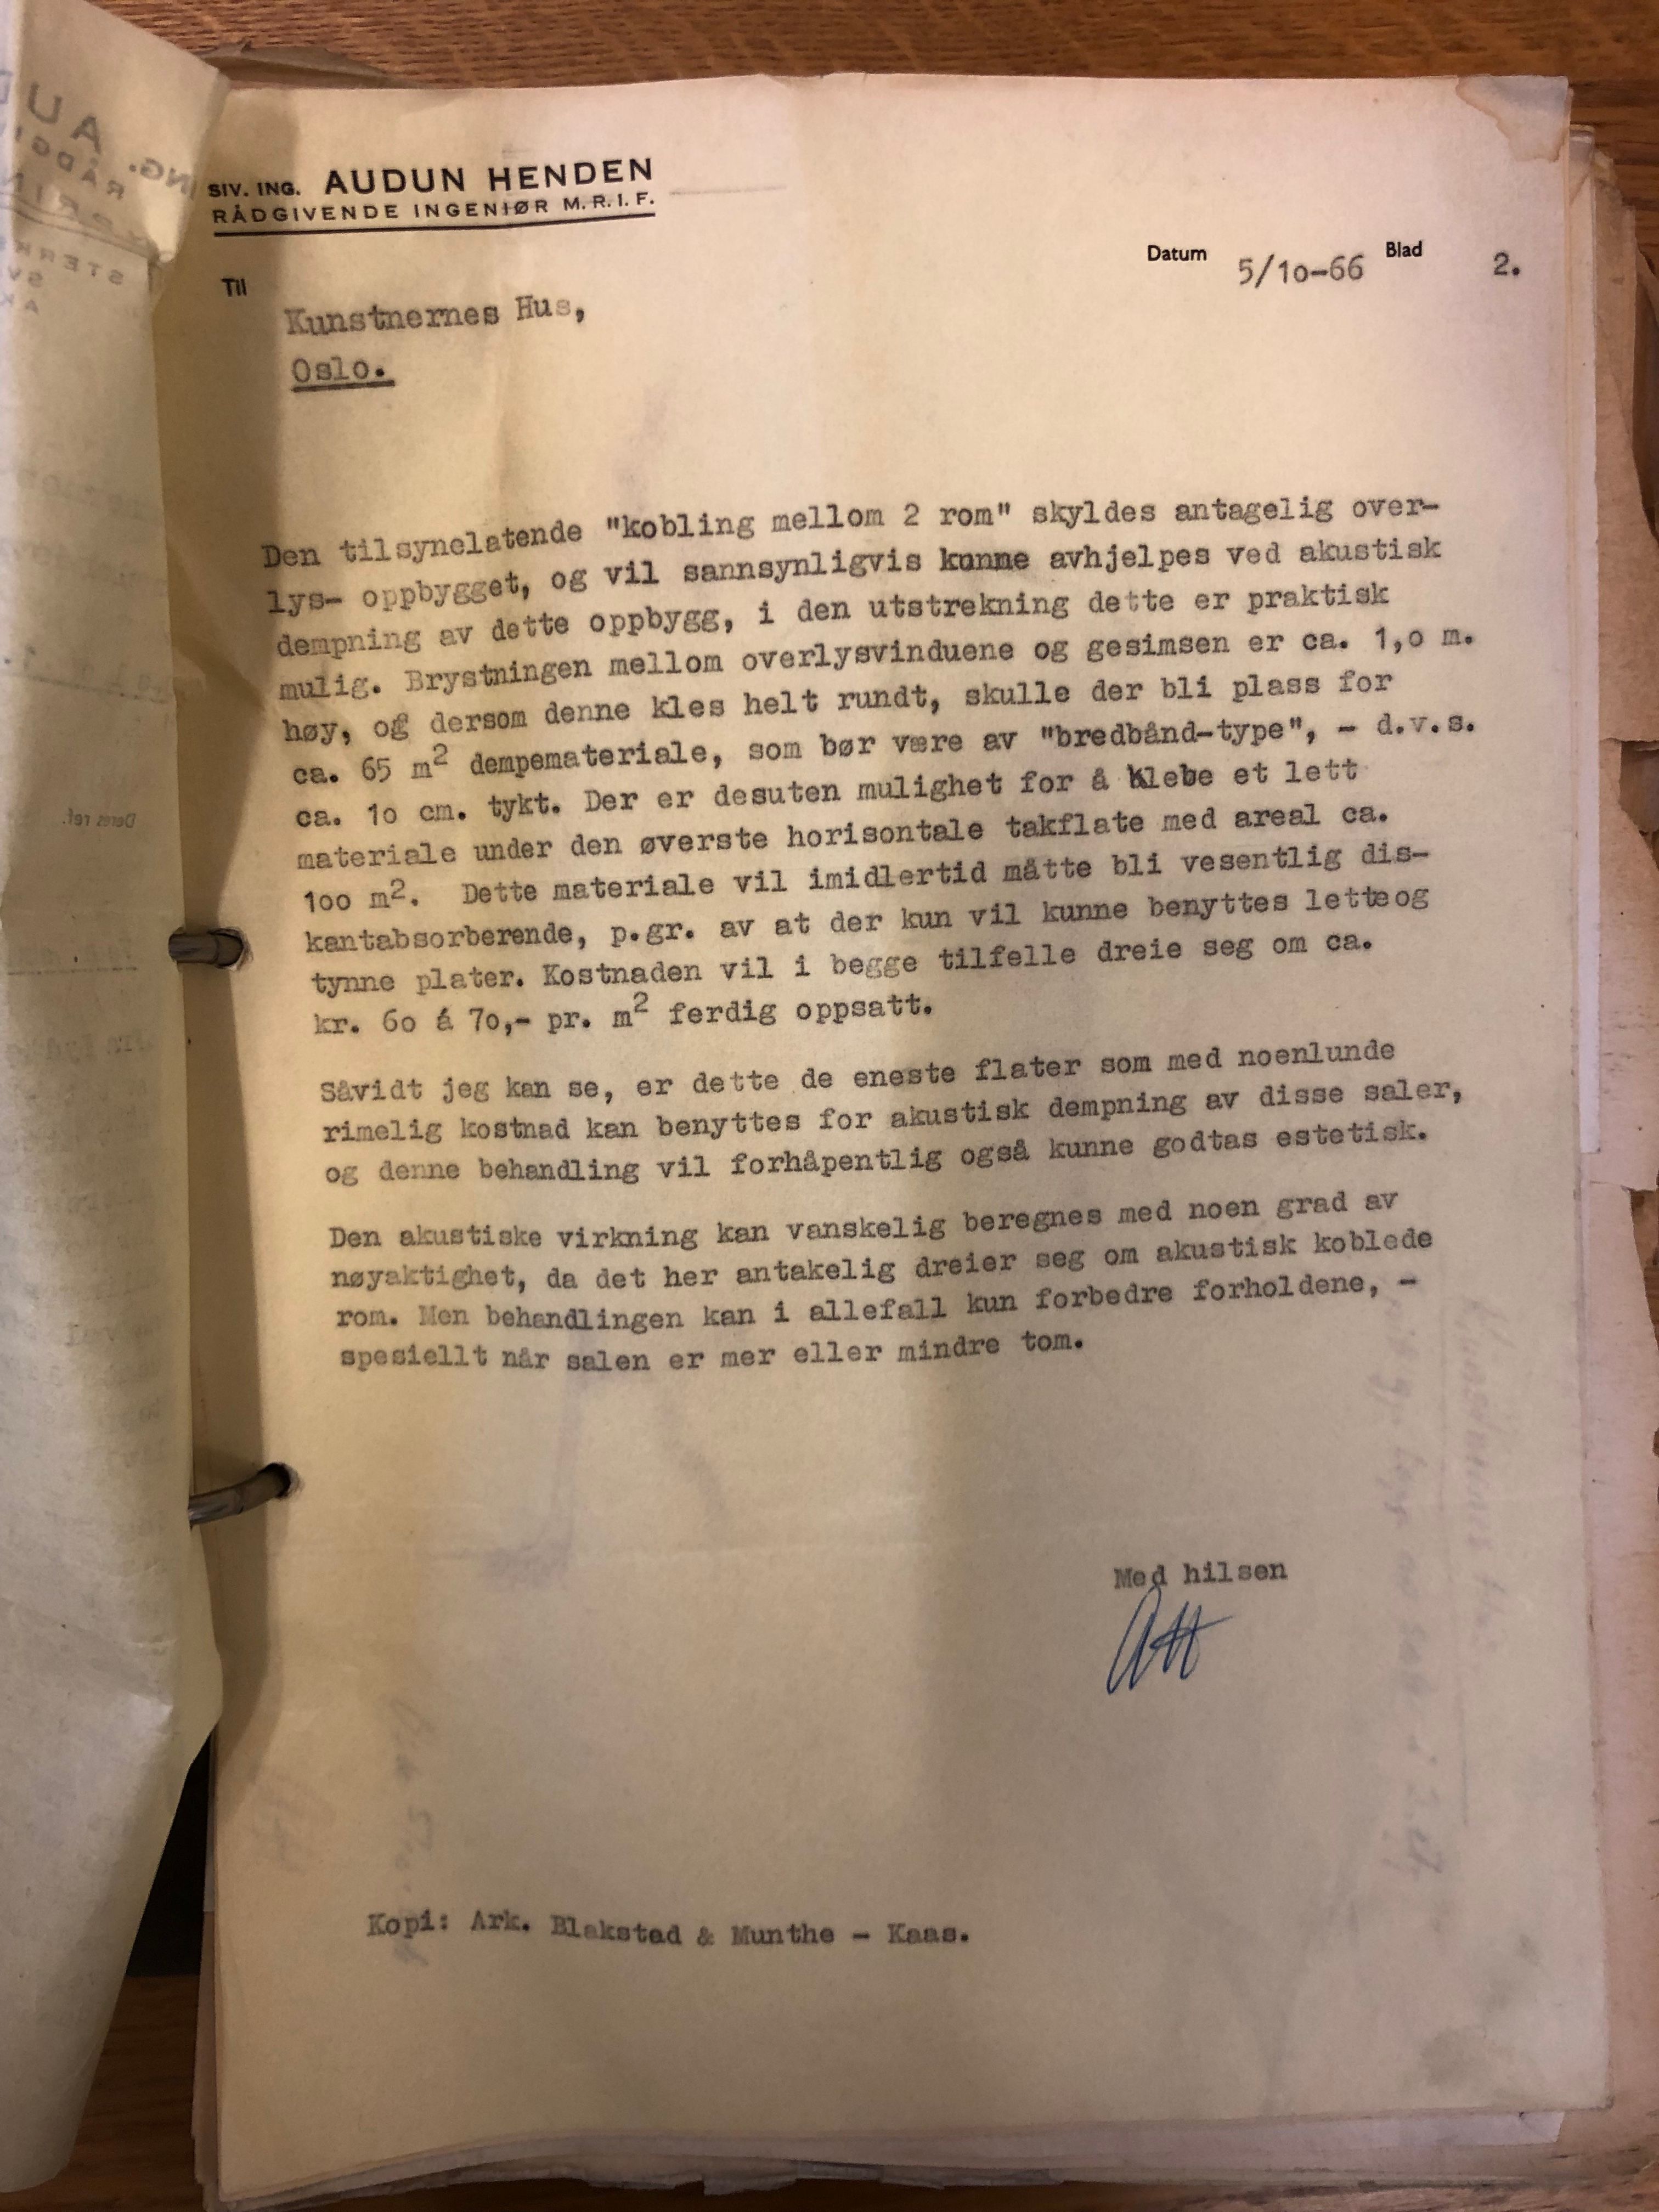 SIV. ING. AUDUN HENDEN
RÅDGIVENDE INGENIØR M.R.I.F.
Datum 5/1o-66 Blad 2.
Til
Kunstnernes Hus,
Oslo.
Den tilsynelatende "kobling mellom 2 rom" skyldes antagelig over-
lys- oppbygget, og vil sannsynligvis kunne avhjelpes ved akustisk
dempning av dette oppbygg, i den utstrekning dette er praktisk
mulig. Brystningen mellom overlysvinduene og gesimsen er ca. 1,o m.
høy, og dersom denne kles helt rundt, skulle der bli plass for
ca. 65 m2 dempemateriale, som bør være av "bredbånd-type", - d.v.s.
ca. 1o cm. tykt. Der er desuten mulighet for å klebe et lett
materiale under den øverste horisontale takflate med areal ca.
1oo m2. Dette materiale vil imidlertid måtte bli vesentlig dis-
kantabsorberende, p.gr. av at der kun vil kunne benyttes lette og
tynne plater. Kostnaden vil i begge tilfelle dreie seg om ca.
kr. 6o á 7o,- pr. m2 ferdig oppsatt.
Såvidt jeg kan se, er dette de eneste flater som med noenlunde
rimelig kostnad kan benyttes for akustisk dempning av disse saler,
og denne behandling vil forhåpentlig også kunne godtas estetisk.
Den akustiske virkning kan vanskelig beregnes med noen grad av
nøyaktighet, da det her antakelig dreier seg om akustisk koblede
rom. Men behandlingen kan i allefall kun forbedre forholdene, -
spesiellt når salen er mer eller mindre tom.
Med hilsen
AH
Kopi: Ark. Blakstad & Munthe - Kaas.
Deres ref.